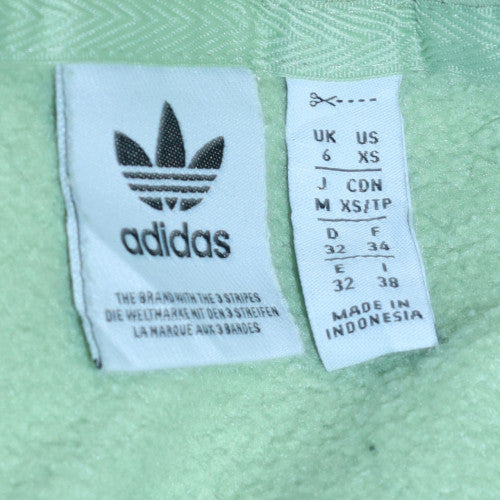 adidas
THE BRAND WITH THE 3 STRIPES
DIE WELTMARKE MIT DEN 3 STREIFEN
LA MARQUE AUX 3 BANDES
UK US
6 XS
J CDN
M XS/TP
D F
32 34
E I
32 38
MADE IN
INDONESIA